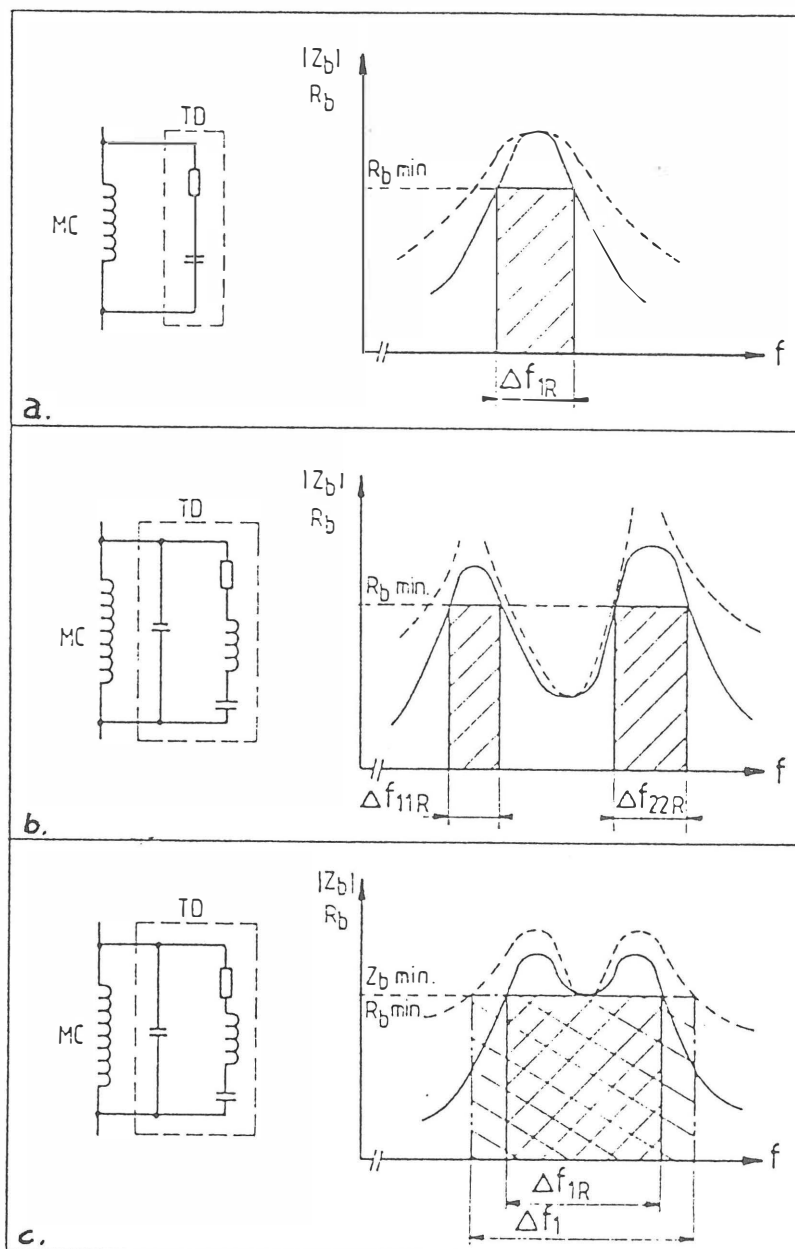 |Zb|
Rb
TD
Rb min
MC
f
Δf1R
a.
|Zb|
Rb
TD
Rb min.
MC
f
Δf11R
Δf22R
b.
|Zb|
Rb
TD
Zb min.
Rb min.
MC
f
Δf1R
Δf1
c.